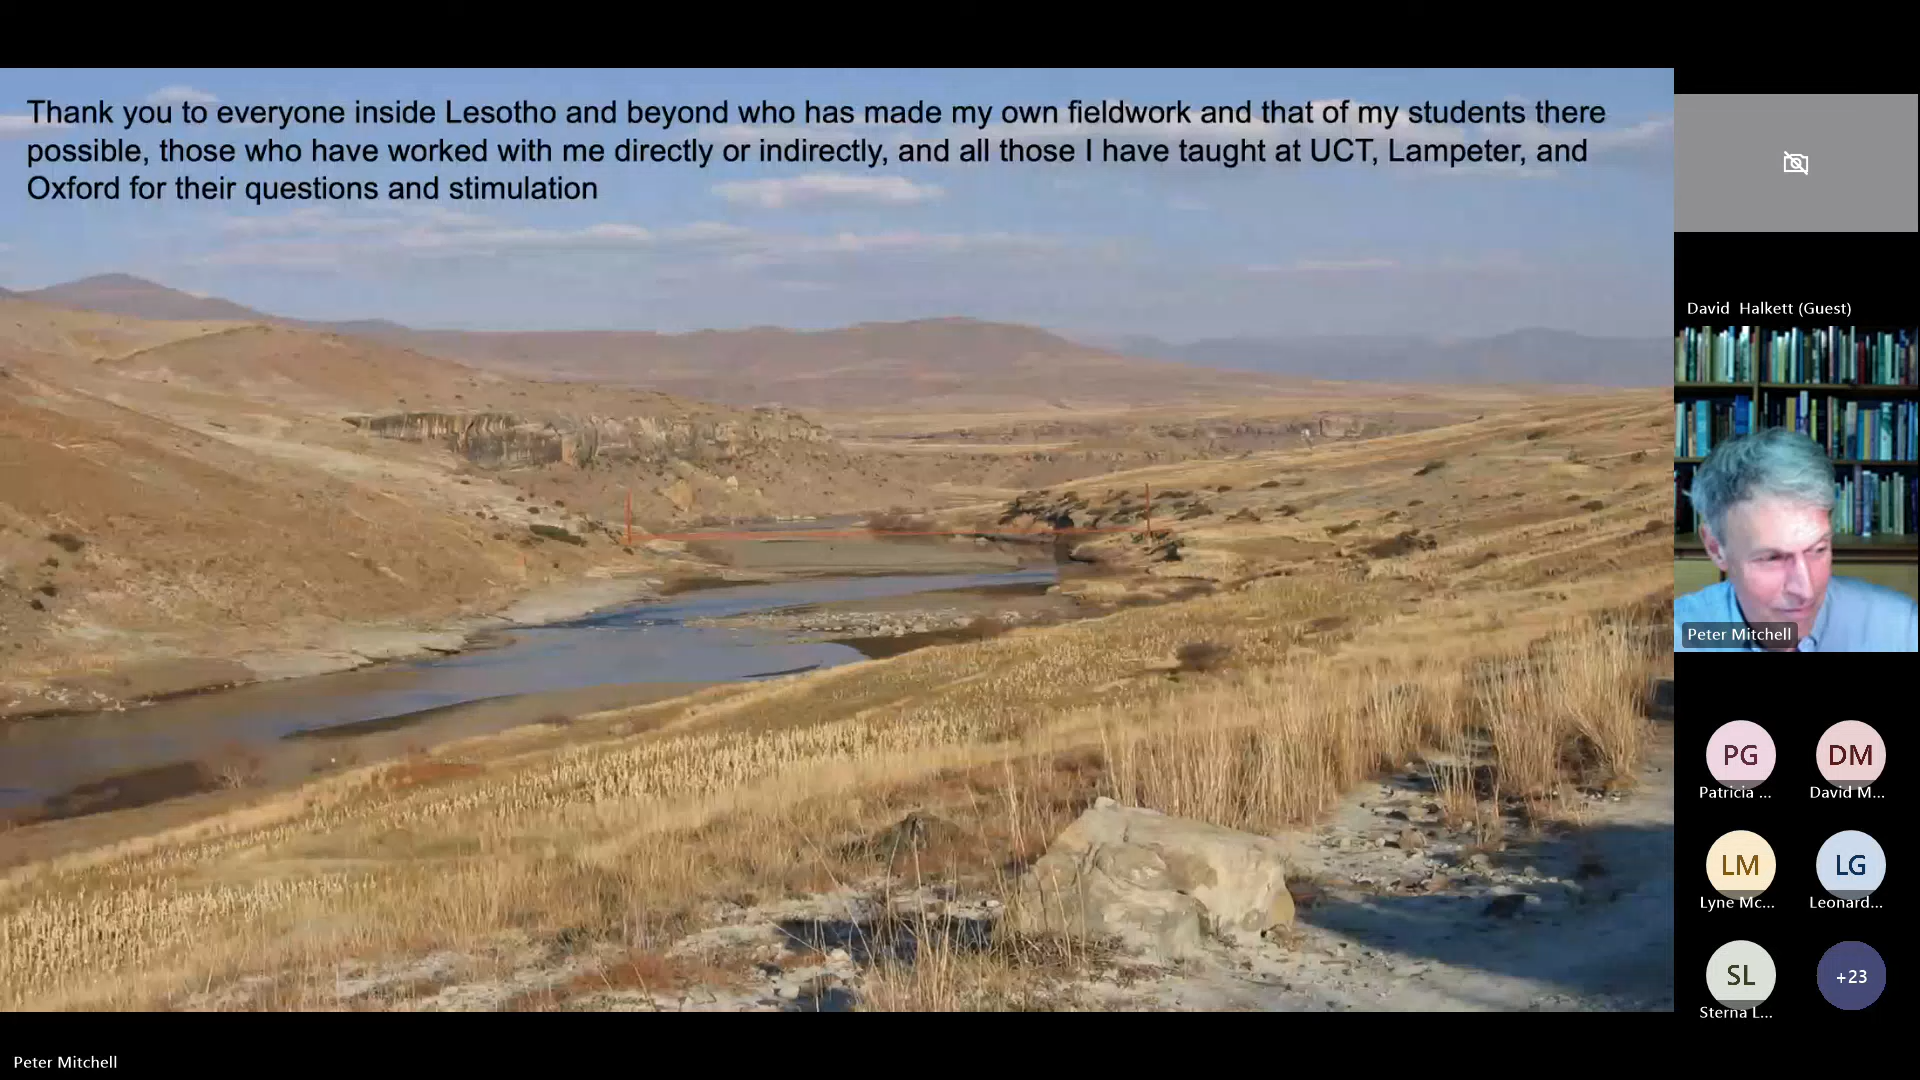 Thank you to everyone inside Lesotho and beyond who has made my own fieldwork and that of my students there
possible, those who have worked with me directly or indirectly, and all those I have taught at UCT, Lampeter, and
Oxford for their questions and stimulation
David Halkett (Guest)
Peter Mitchell
PG
DM
Patricia ...
David M...
LM
LG
Lyne Mc...
Leonard...
SL
+23
Sterna L...
Peter Mitchell